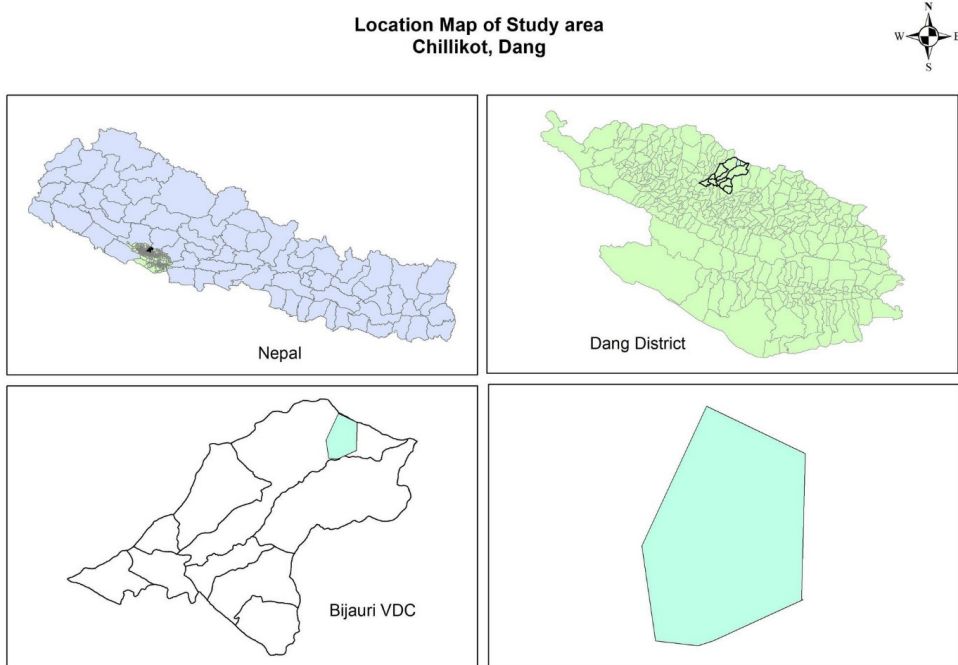 Location Map of Study area
Chillikot, Dang
N
W E
S
Nepal
Dang District
Bijauri VDC